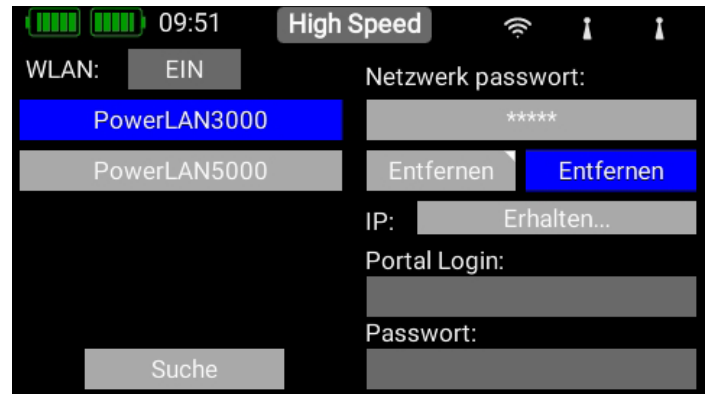 09:51 High Speed
WLAN: EIN
PowerLAN3000
PowerLAN5000
Suche
Netzwerk passwort:
*****
Entfernen Entfernen
IP: Erhalten...
Portal Login:
Passwort: